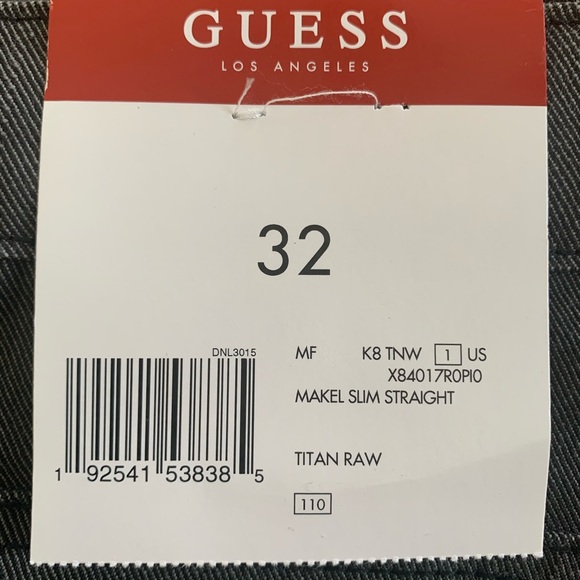 GUESS
LOS ANGELES
32
DNL3015
1 92541 53838 5
MF K8 TNW 1 US
X84017R0PI0
MAKEL SLIM STRAIGHT
TITAN RAW
110